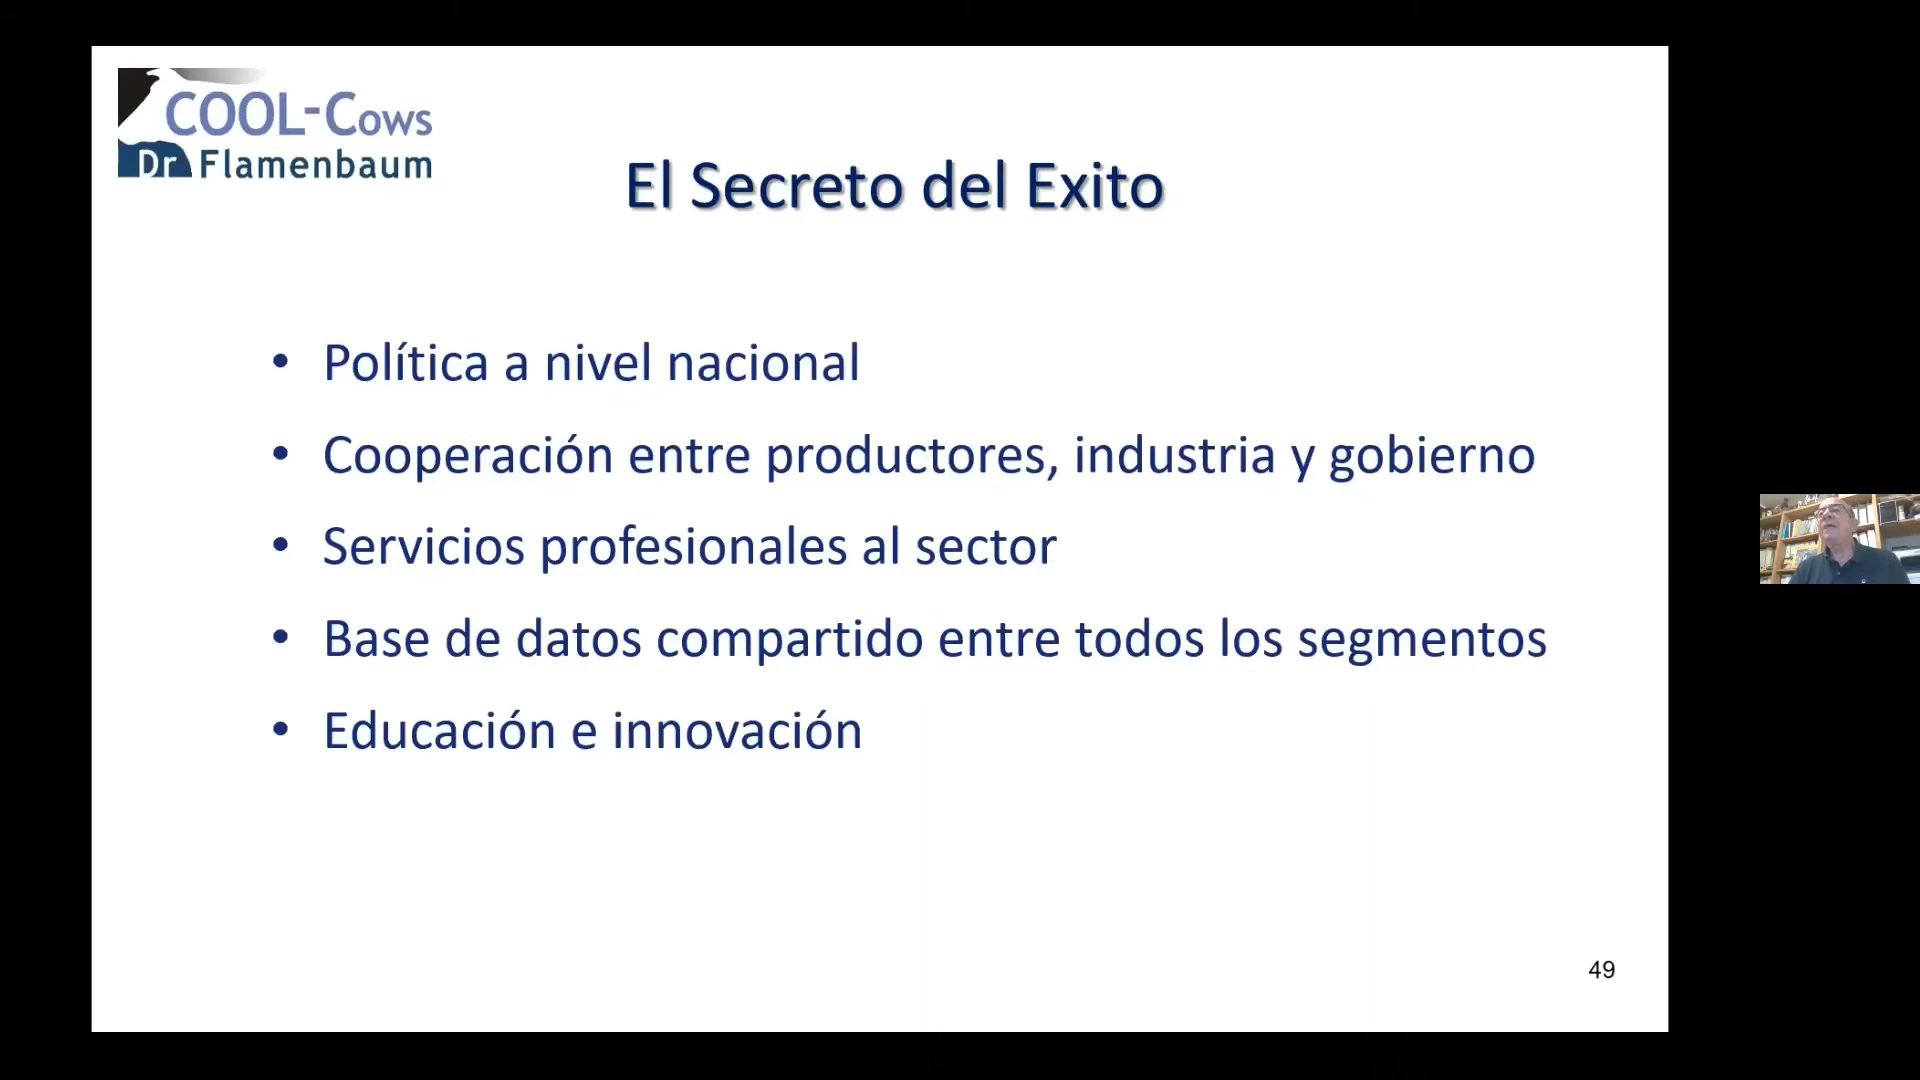 COOL-Cows
Dr Flamenbaum
El Secreto del Exito
• Política a nivel nacional
• Cooperación entre productores, industria y gobierno
• Servicios profesionales al sector
• Base de datos compartido entre todos los segmentos
• Educación e innovación
49